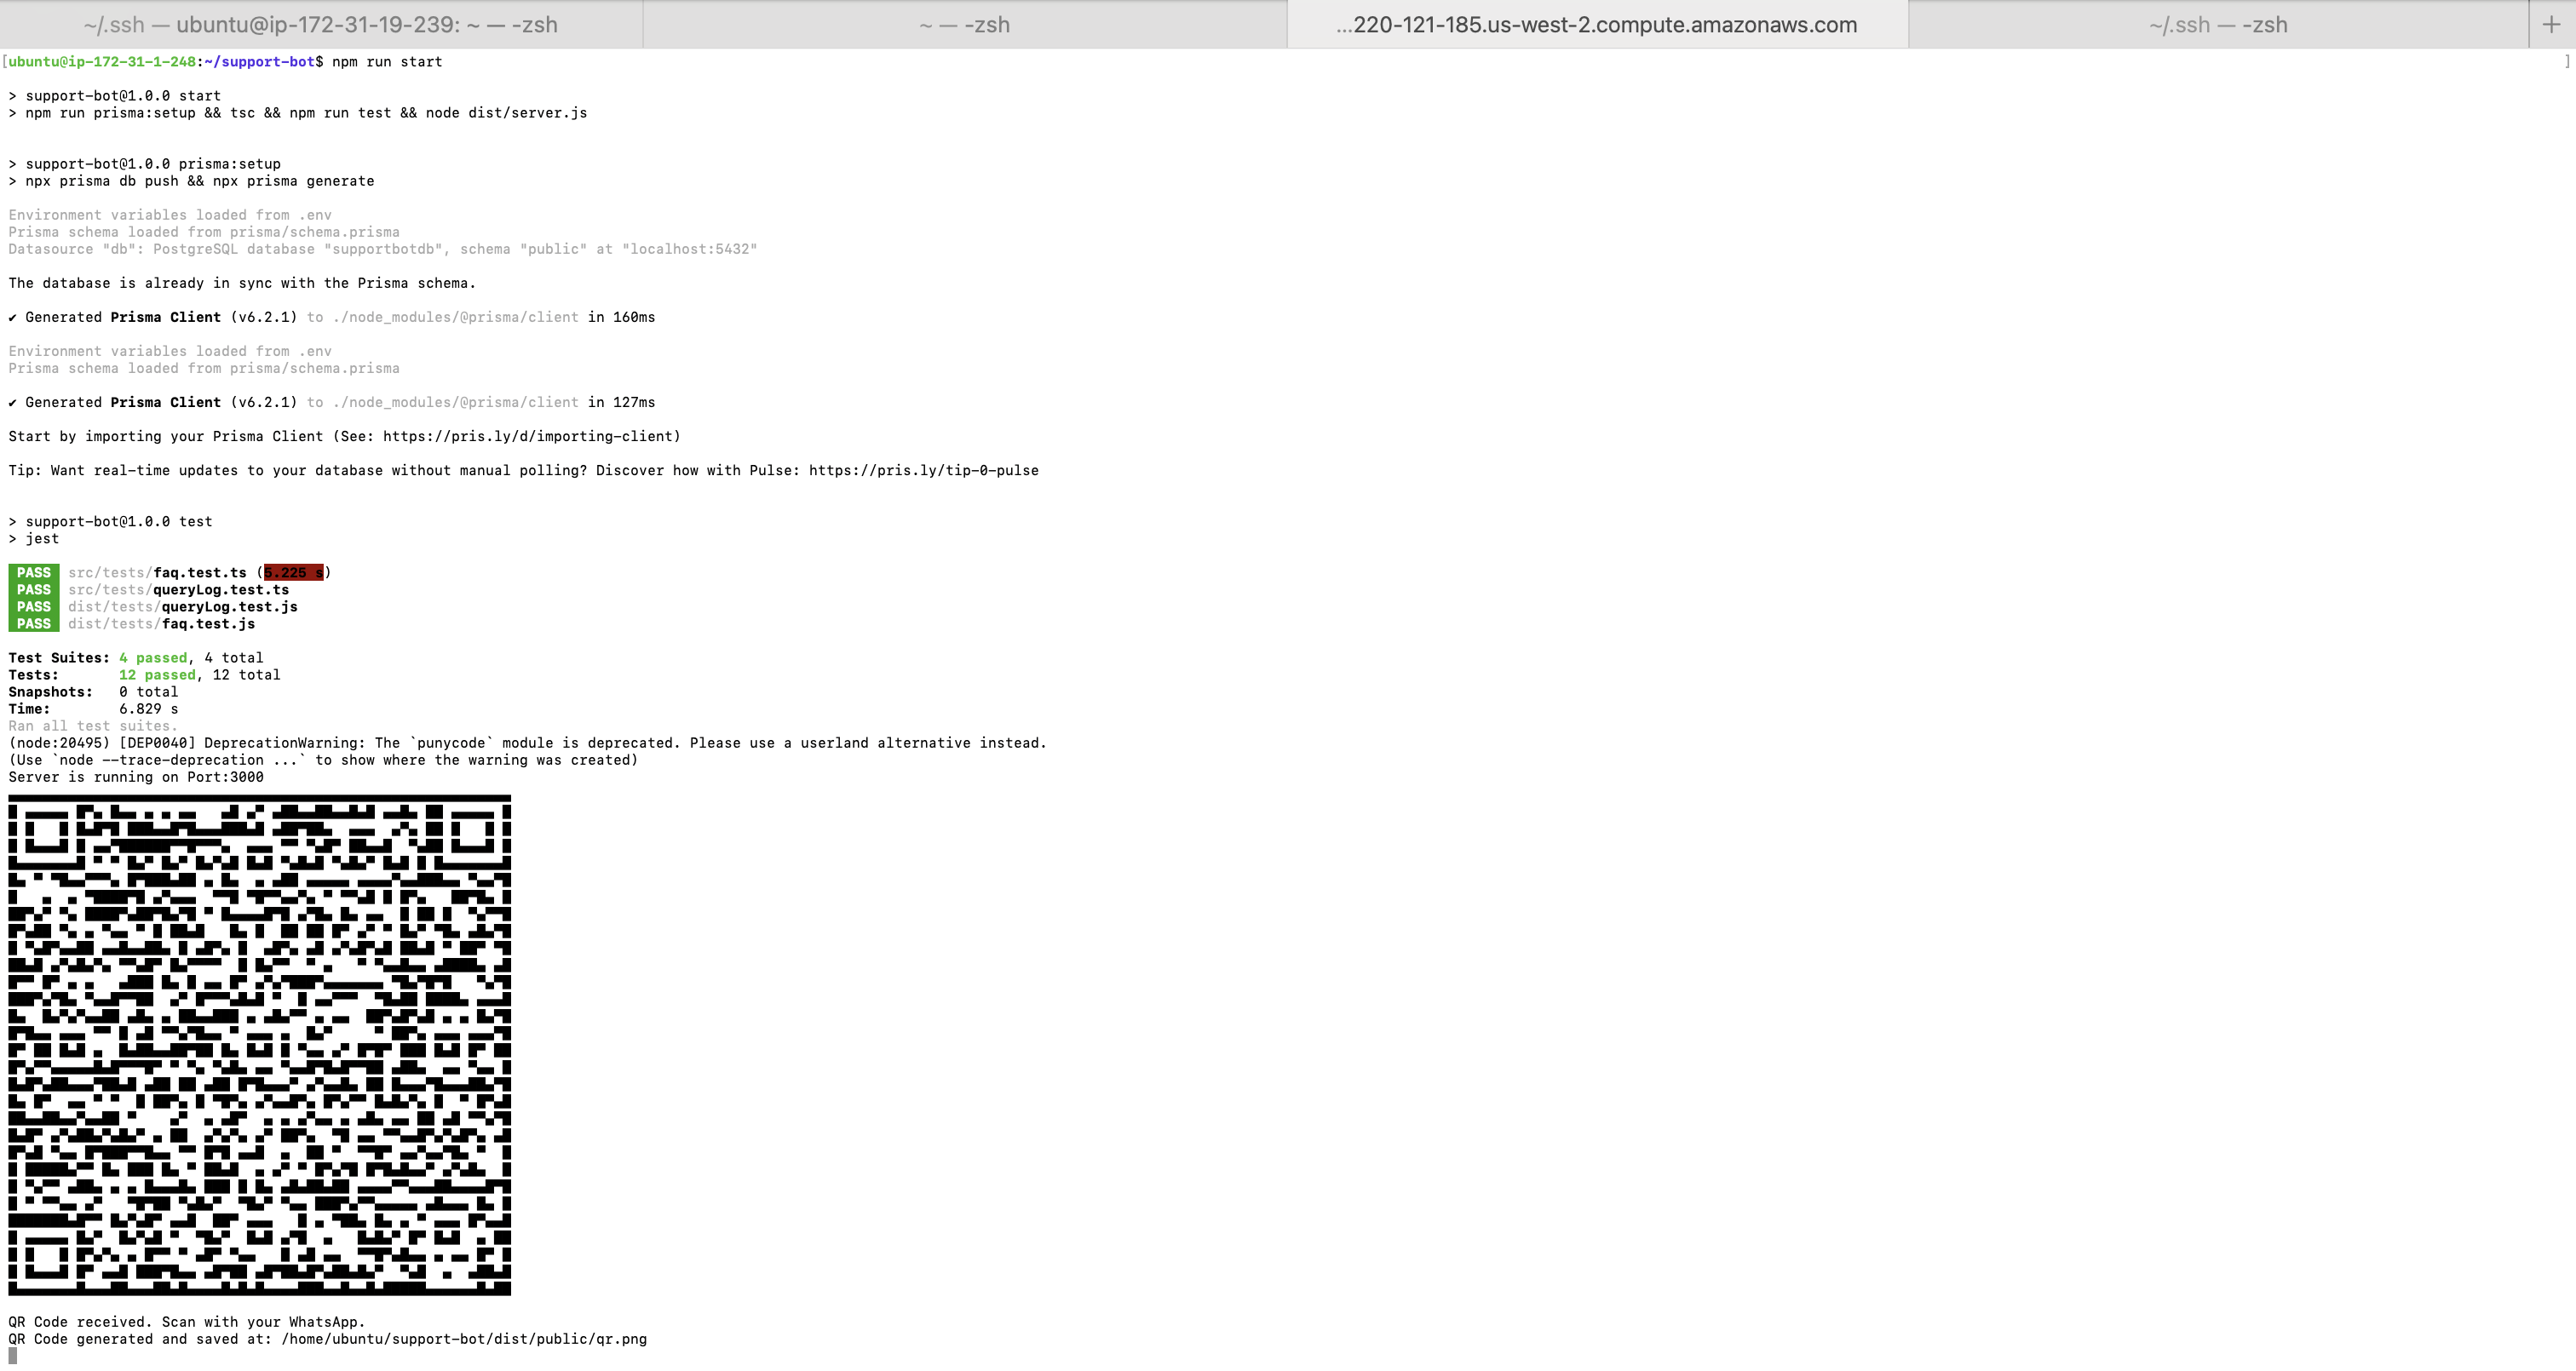 ~/.ssh — ubuntu@ip-172-31-19-239: ~ — -zsh
~ — -zsh
...220-121-185.us-west-2.compute.amazonaws.com
~/.ssh — -zsh
+
[ubuntu@ip-172-31-1-248:~/support-bot$ npm run start ]
> support-bot@1.0.0 start
> npm run prisma:setup && tsc && npm run test && node dist/server.js
> support-bot@1.0.0 prisma:setup
> npx prisma db push && npx prisma generate
Environment variables loaded from .env
Prisma schema loaded from prisma/schema.prisma
Datasource "db": PostgreSQL database "supportbotdb", schema "public" at "localhost:5432"
The database is already in sync with the Prisma schema.
✔ Generated Prisma Client (v6.2.1) to ./node_modules/@prisma/client in 160ms
Environment variables loaded from .env
Prisma schema loaded from prisma/schema.prisma
✔ Generated Prisma Client (v6.2.1) to ./node_modules/@prisma/client in 127ms
Start by importing your Prisma Client (See: https://pris.ly/d/importing-client)
Tip: Want real-time updates to your database without manual polling? Discover how with Pulse: https://pris.ly/tip-0-pulse
> support-bot@1.0.0 test
> jest
PASS src/tests/faq.test.ts (5.225 s)
PASS src/tests/queryLog.test.ts
PASS dist/tests/queryLog.test.js
PASS dist/tests/faq.test.js
Test Suites: 4 passed, 4 total
Tests: 12 passed, 12 total
Snapshots: 0 total
Time: 6.829 s
Ran all test suites.
(node:20495) [DEP0040] DeprecationWarning: The `punycode` module is deprecated. Please use a userland alternative instead.
(Use `node --trace-deprecation ...` to show where the warning was created)
Server is running on Port:3000
QR Code received. Scan with your WhatsApp.
QR Code generated and saved at: /home/ubuntu/support-bot/dist/public/qr.png